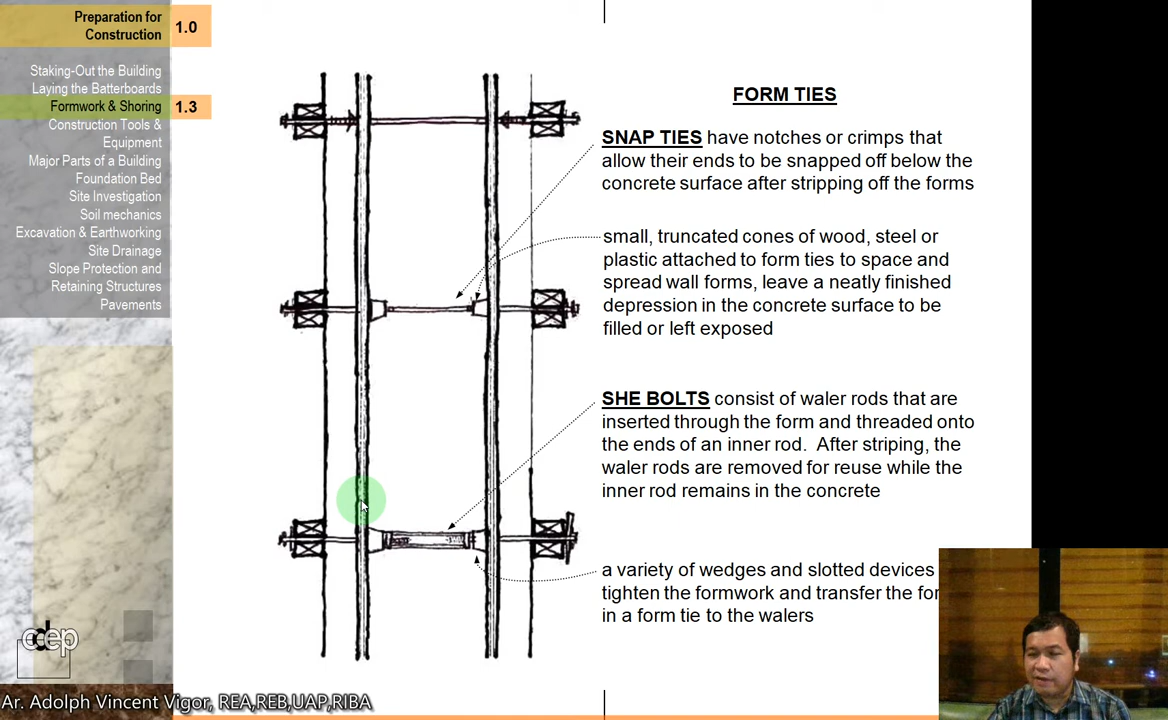 Preparation for
Construction
1.0
Staking-Out the Building
Laying the Batterboards
Formwork & Shoring
1.3
Construction Tools &
Equipment
Major Parts of a Building
Foundation Bed
Site Investigation
Soil mechanics
Excavation & Earthworking
Site Drainage
Slope Protection and
Retaining Structures
Pavements
FORM TIES
SNAP TIES have notches or crimps that
allow their ends to be snapped off below the
concrete surface after stripping off the forms
small, truncated cones of wood, steel or
plastic attached to form ties to space and
spread wall forms, leave a neatly finished
depression in the concrete surface to be
filled or left exposed
SHE BOLTS consist of waler rods that are
inserted through the form and threaded onto
the ends of an inner rod. After striping, the
waler rods are removed for reuse while the
inner rod remains in the concrete
a variety of wedges and slotted devices
tighten the formwork and transfer the for
in a form tie to the walers
cdep
Ar. Adolph Vincent Vigor, REA,REB,UAP,RIBA